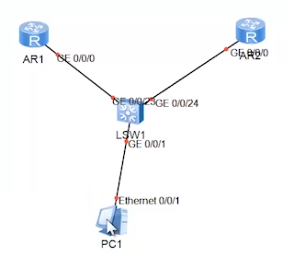 R
AR1
R
AR2
GE 0/0/0
GE 0/0/0
GE 0/0/23
GE 0/0/24
LSW1
GE 0/0/1
Ethernet 0/0/1
PC1